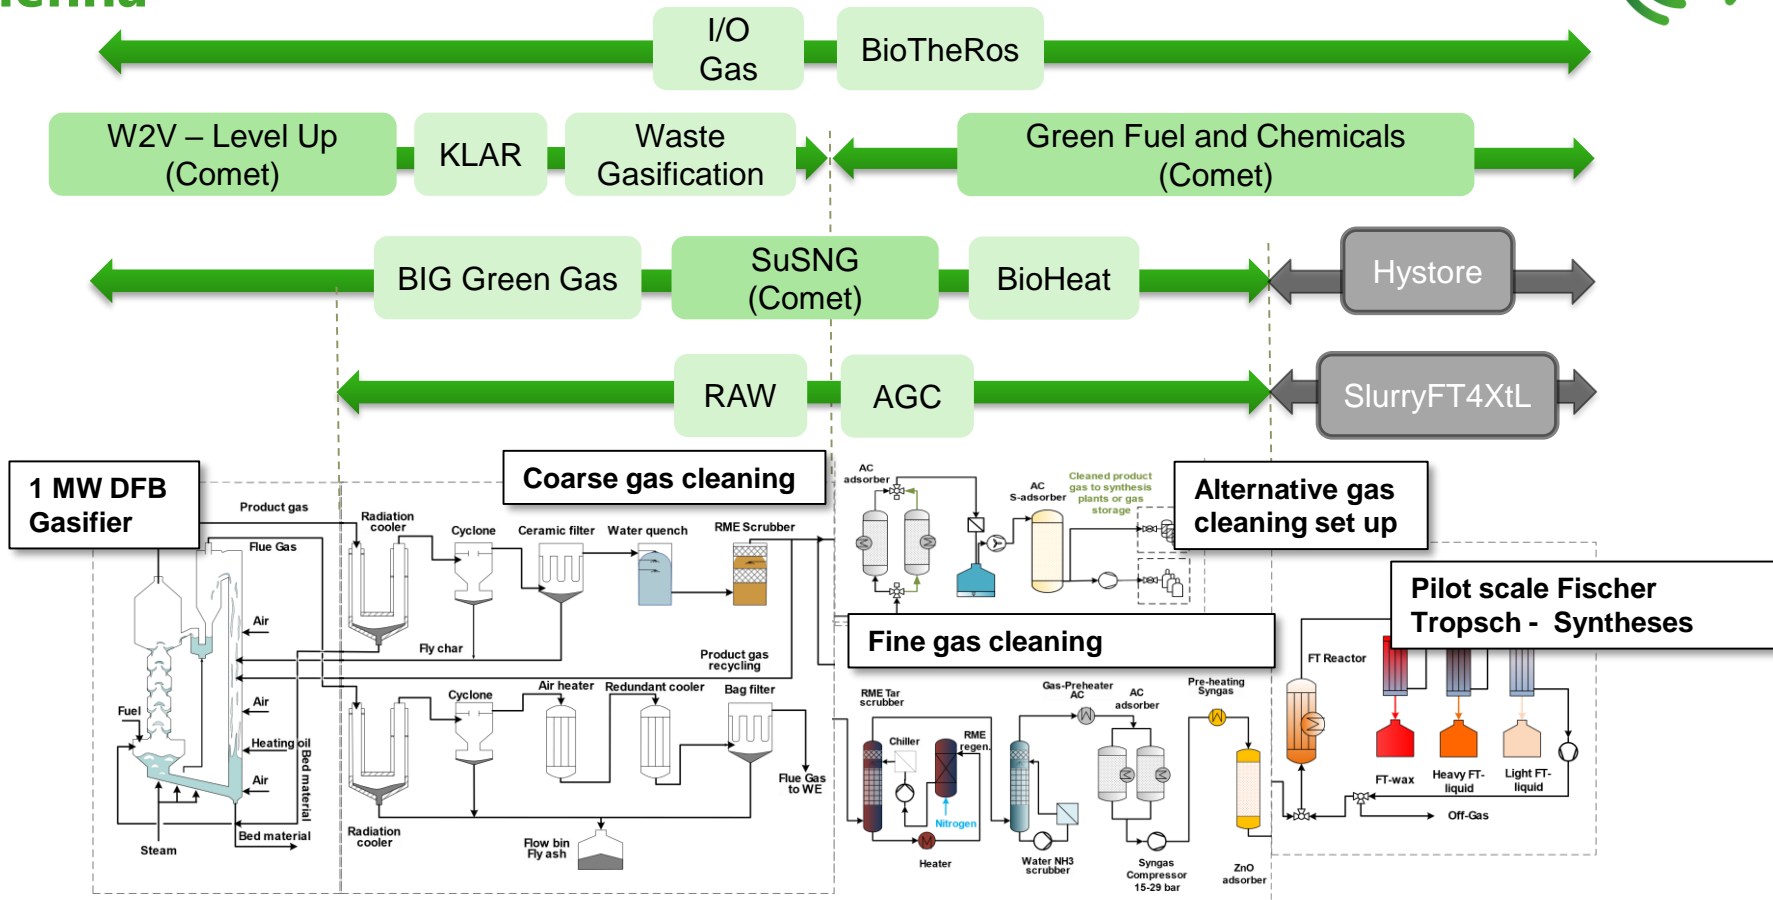 I/O
Gas
BioTheRos
W2V – Level Up
(Comet)
KLAR
Waste
Gasification
Green Fuel and Chemicals
(Comet)
BIG Green Gas
SuSNG
(Comet)
BioHeat
Hystore
RAW
AGC
SlurryFT4XtL
1 MW DFB
Gasifier
Coarse gas cleaning
Alternative gas
cleaning set up
Fine gas cleaning
Pilot scale Fischer
Tropsch - Syntheses
Product gas
Flue Gas
Radiation
cooler
Cyclone
Ceramic filter
Water quench
RME Scrubber
Air
Fly char
Product gas
recycling
Air
Fuel
Heating oil
Air
Bed material
Bed material
Steam
Cyclone
Air heater
Redundant cooler
Bag filter
Radiation
cooler
Flow bin
Fly ash
Flue Gas
to WE
AC
adsorber
AC
S-adsorber
Cleaned product
gas to synthesis
plants or gas
storage
RME Tar
scrubber
Chiller
RME
regen.
Nitrogen
Heater
Gas-Preheater
AC
AC
adsorber
Pre-heating
Syngas
Water NH3
scrubber
Syngas
Compressor
15-29 bar
ZnO
adsorber
FT Reactor
FT-wax
Heavy FT-
liquid
Light FT-
liquid
Off-Gas